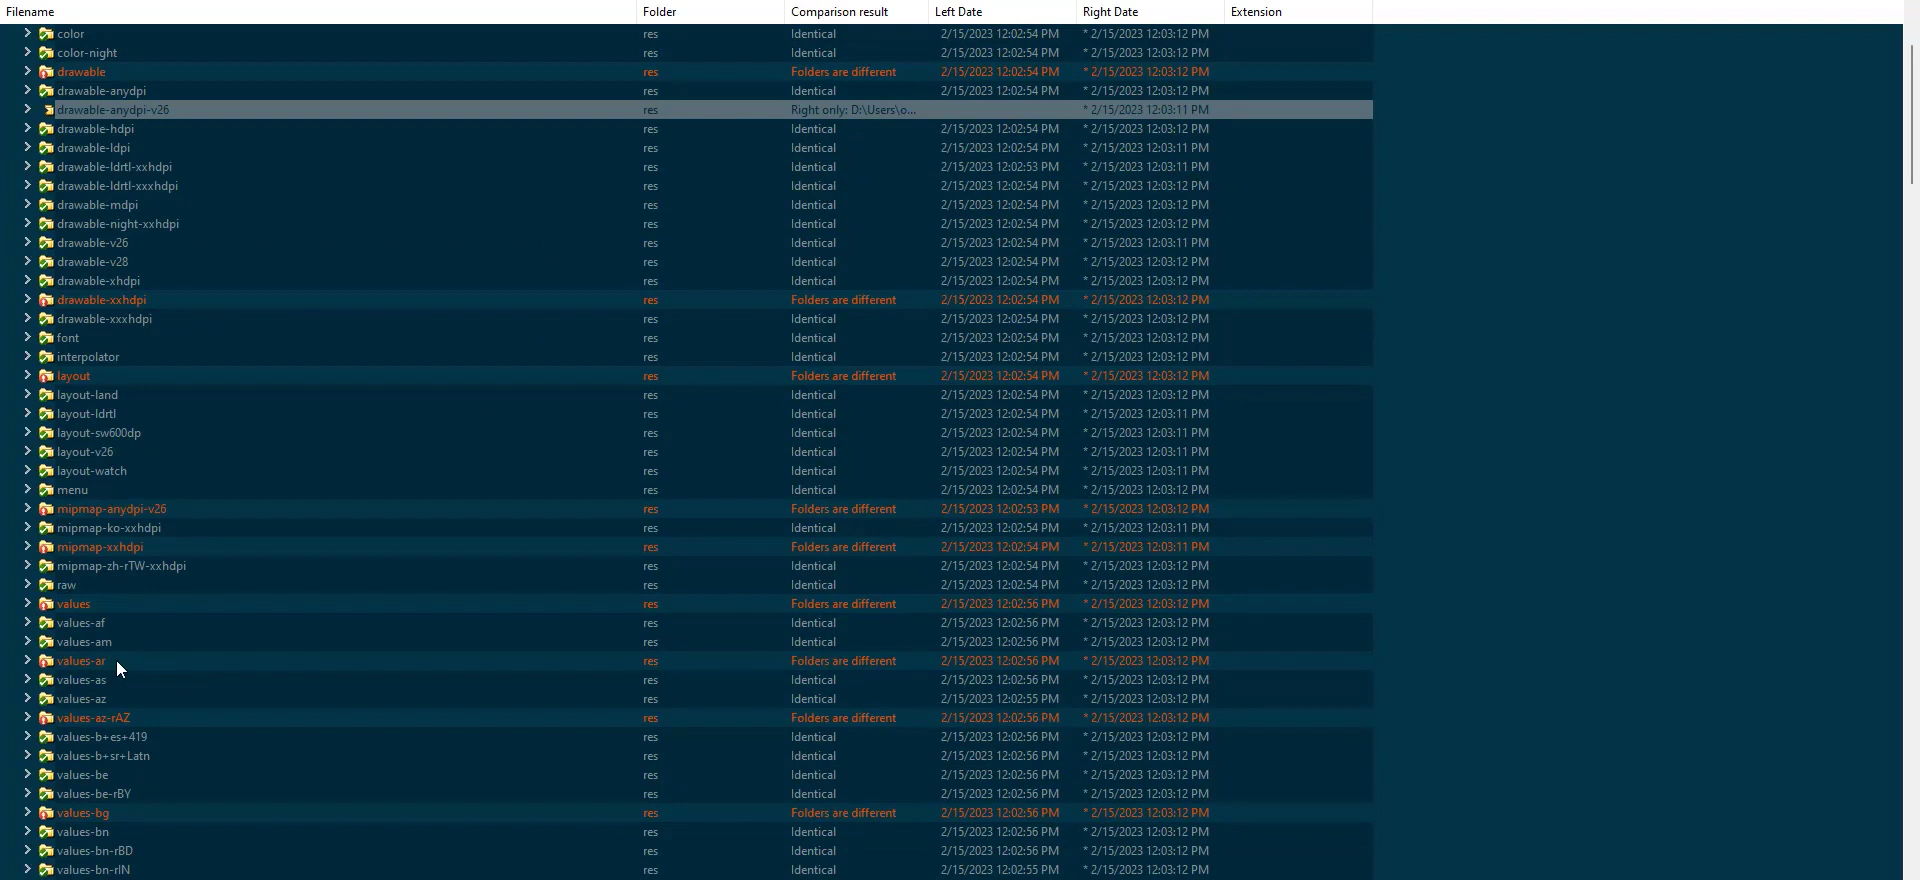 Filename Folder Comparison result Left Date Right Date Extension
color res Identical 2/15/2023 12:02:54 PM * 2/15/2023 12:03:12 PM
color-night res Identical 2/15/2023 12:02:54 PM * 2/15/2023 12:03:12 PM
drawable res Folders are different 2/15/2023 12:02:54 PM * 2/15/2023 12:03:12 PM
drawable-anydpi res Identical 2/15/2023 12:02:54 PM * 2/15/2023 12:03:12 PM
drawable-anydpi-v26 res Right only: D:\Users\o... * 2/15/2023 12:03:11 PM
drawable-hdpi res Identical 2/15/2023 12:02:54 PM * 2/15/2023 12:03:12 PM
drawable-ldpi res Identical 2/15/2023 12:02:54 PM * 2/15/2023 12:03:11 PM
drawable-ldrtl-xxhdpi res Identical 2/15/2023 12:02:53 PM * 2/15/2023 12:03:11 PM
drawable-ldrtl-xxxhdpi res Identical 2/15/2023 12:02:54 PM * 2/15/2023 12:03:12 PM
drawable-mdpi res Identical 2/15/2023 12:02:54 PM * 2/15/2023 12:03:12 PM
drawable-night-xxhdpi res Identical 2/15/2023 12:02:54 PM * 2/15/2023 12:03:12 PM
drawable-v26 res Identical 2/15/2023 12:02:54 PM * 2/15/2023 12:03:11 PM
drawable-v28 res Identical 2/15/2023 12:02:54 PM * 2/15/2023 12:03:11 PM
drawable-xhdpi res Identical 2/15/2023 12:02:54 PM * 2/15/2023 12:03:12 PM
drawable-xxhdpi res Folders are different 2/15/2023 12:02:54 PM * 2/15/2023 12:03:12 PM
drawable-xxxhdpi res Identical 2/15/2023 12:02:54 PM * 2/15/2023 12:03:12 PM
font res Identical 2/15/2023 12:02:54 PM * 2/15/2023 12:03:12 PM
interpolator res Identical 2/15/2023 12:02:54 PM * 2/15/2023 12:03:12 PM
layout res Folders are different 2/15/2023 12:02:54 PM * 2/15/2023 12:03:12 PM
layout-land res Identical 2/15/2023 12:02:54 PM * 2/15/2023 12:03:12 PM
layout-ldrtl res Identical 2/15/2023 12:02:54 PM * 2/15/2023 12:03:11 PM
layout-sw600dp res Identical 2/15/2023 12:02:54 PM * 2/15/2023 12:03:11 PM
layout-v26 res Identical 2/15/2023 12:02:54 PM * 2/15/2023 12:03:11 PM
layout-watch res Identical 2/15/2023 12:02:54 PM * 2/15/2023 12:03:11 PM
menu res Identical 2/15/2023 12:02:54 PM * 2/15/2023 12:03:12 PM
mipmap-anydpi-v26 res Folders are different 2/15/2023 12:02:53 PM * 2/15/2023 12:03:12 PM
mipmap-ko-xxhdpi res Identical 2/15/2023 12:02:54 PM * 2/15/2023 12:03:11 PM
mipmap-xxhdpi res Folders are different 2/15/2023 12:02:54 PM * 2/15/2023 12:03:11 PM
mipmap-zh-rTW-xxhdpi res Identical 2/15/2023 12:02:54 PM * 2/15/2023 12:03:12 PM
raw res Identical 2/15/2023 12:02:54 PM * 2/15/2023 12:03:12 PM
values res Folders are different 2/15/2023 12:02:56 PM * 2/15/2023 12:03:12 PM
values-af res Identical 2/15/2023 12:02:56 PM * 2/15/2023 12:03:12 PM
values-am res Identical 2/15/2023 12:02:56 PM * 2/15/2023 12:03:12 PM
values-ar res Folders are different 2/15/2023 12:02:56 PM * 2/15/2023 12:03:12 PM
values-as res Identical 2/15/2023 12:02:56 PM * 2/15/2023 12:03:12 PM
values-az res Identical 2/15/2023 12:02:55 PM * 2/15/2023 12:03:12 PM
values-az-rAZ res Folders are different 2/15/2023 12:02:56 PM * 2/15/2023 12:03:12 PM
values-b+es+419 res Identical 2/15/2023 12:02:56 PM * 2/15/2023 12:03:12 PM
values-b+sr+Latn res Identical 2/15/2023 12:02:56 PM * 2/15/2023 12:03:12 PM
values-be res Identical 2/15/2023 12:02:56 PM * 2/15/2023 12:03:12 PM
values-be-rBY res Identical 2/15/2023 12:02:56 PM * 2/15/2023 12:03:12 PM
values-bg res Folders are different 2/15/2023 12:02:56 PM * 2/15/2023 12:03:12 PM
values-bn res Identical 2/15/2023 12:02:56 PM * 2/15/2023 12:03:12 PM
values-bn-rBD res Identical 2/15/2023 12:02:56 PM * 2/15/2023 12:03:12 PM
values-bn-rIN res Identical 2/15/2023 12:02:55 PM * 2/15/2023 12:03:12 PM